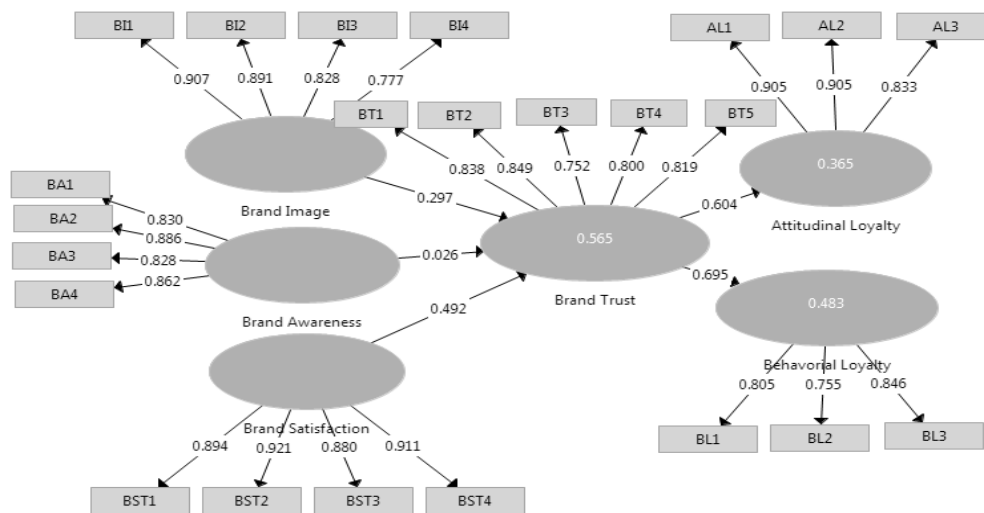 BI1
BI2
BI3
BI4
AL1
AL2
AL3
0.907
0.891
0.828
0.777
0.905
0.905
0.833
BT1
BT2
BT3
BT4
BT5
0.838
0.849
0.752
0.800
0.819
0.365
Attitudinal Loyalty
Brand Image
0.297
0.604
BA1
BA2
BA3
BA4
0.830
0.886
0.828
0.862
0.026
0.565
Brand Trust
0.695
Brand Awareness
0.492
0.483
Behavorial Loyalty
Brand Satisfaction
0.894
0.921
0.880
0.911
0.805
0.755
0.846
BL1
BL2
BL3
BST1
BST2
BST3
BST4